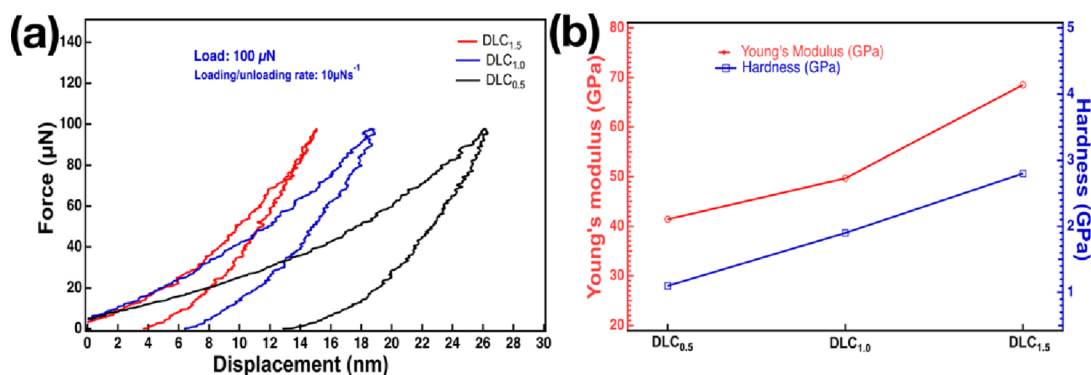 (a)
Load: 100 µN
Loading/unloading rate: 10µNs⁻¹
DLC₁.₅
DLC₁.₀
DLC₀.₅
Force (µN)
140
120
100
80
60
40
20
0
0 2 4 6 8 10 12 14 16 18 20 22 24 26 28 30
Displacement (nm)
(b)
Young's Modulus (GPa)
Hardness (GPa)
Young's modulus (GPa)
80
70
60
50
40
30
20
DLC₀.₅ DLC₁.₀ DLC₁.₅
5
4
3
2
1
Hardness (GPa)